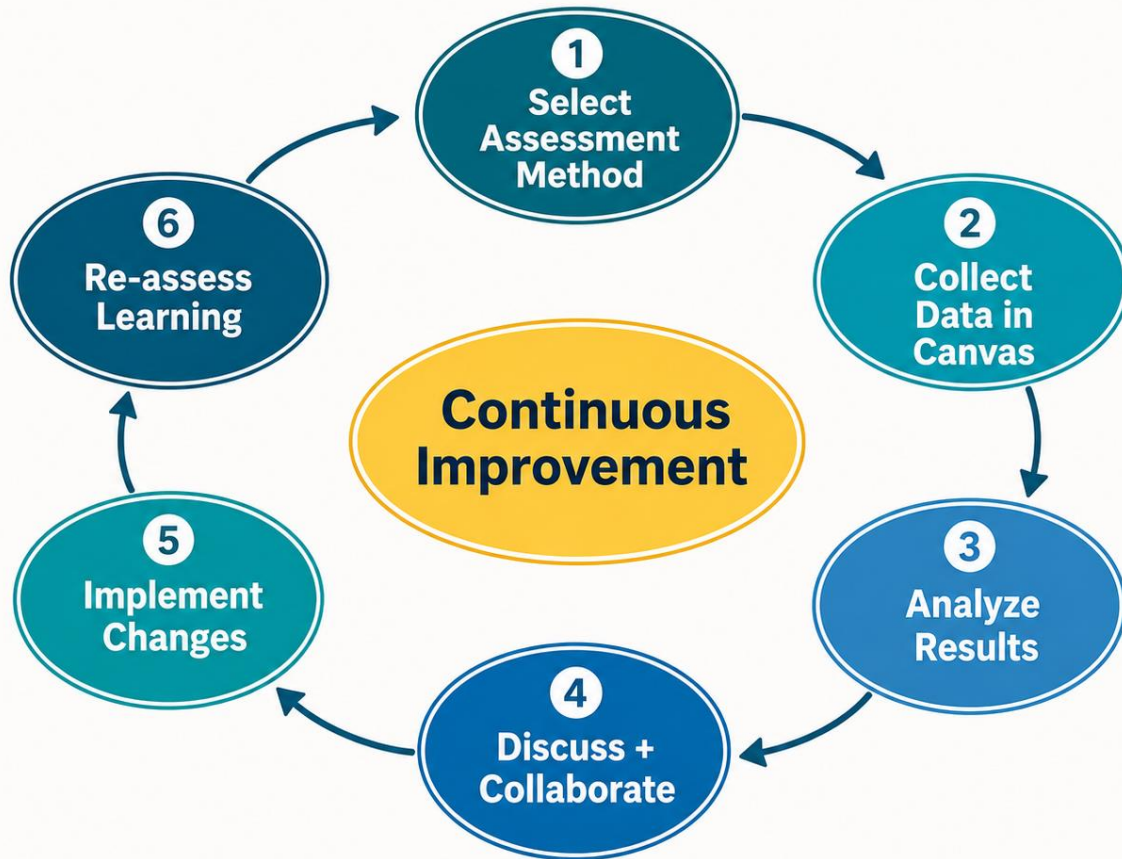 1
Select
Assessment
Method
2
Collect
Data in
Canvas
3
Analyze
Results
4
Discuss +
Collaborate
5
Implement
Changes
6
Re-assess
Learning
Continuous
Improvement